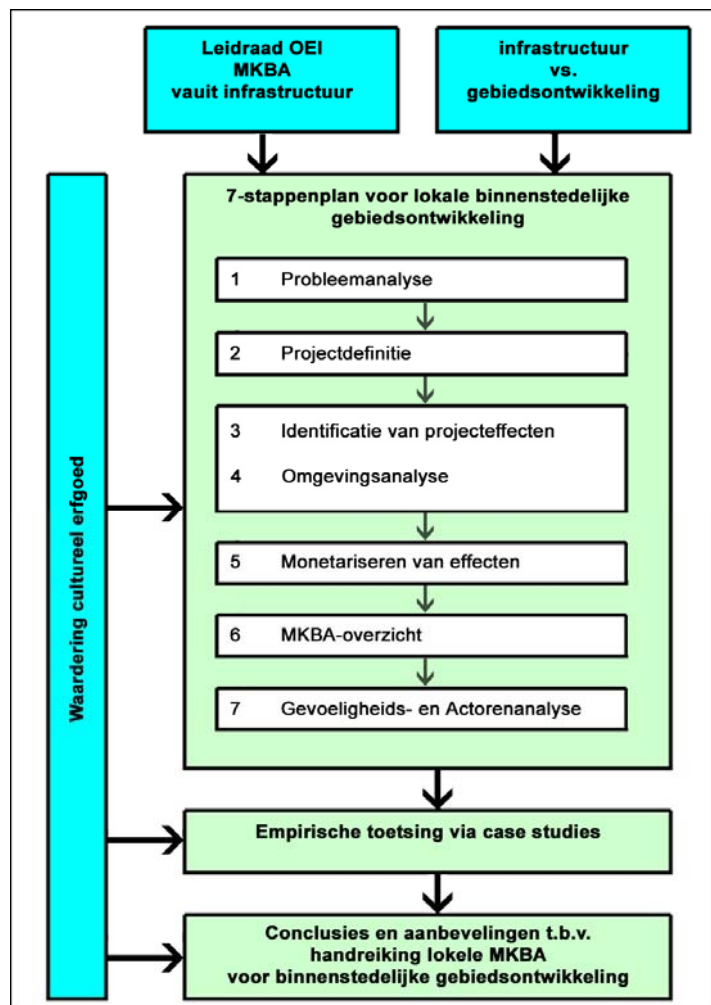 Leidraad OEI
MKBA
vauit infrastructuur
infrastructuur
vs.
gebiedsontwikkeling
Waardering cultureel erfgoed
7-stappenplan voor lokale binnenstedelijke
gebiedsontwikkeling
1 Probleemanalyse
2 Projectdefinitie
3 Identificatie van projecteffecten
4 Omgevingsanalyse
5 Monetariseren van effecten
6 MKBA-overzicht
7 Gevoeligheids- en Actorenanalyse
Empirische toetsing via case studies
Conclusies en aanbevelingen t.b.v.
handreiking lokele MKBA
voor binnenstedelijke gebiedsontwikkeling